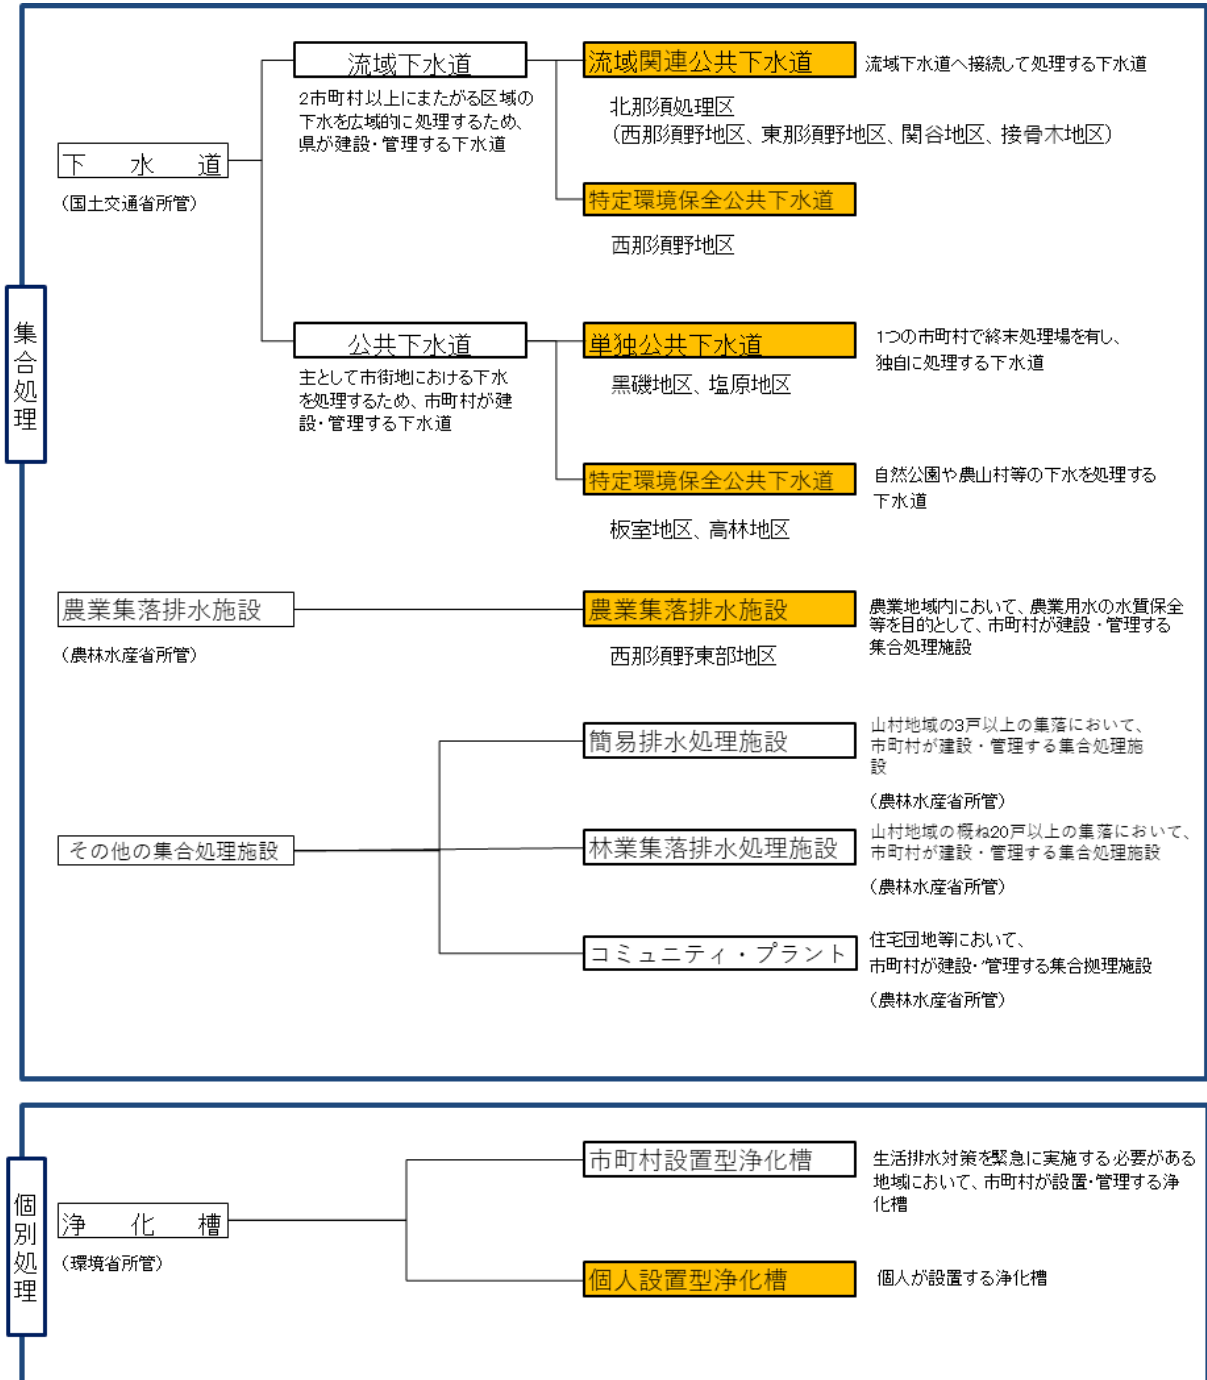 集合処理
下水道
(国土交通省所管)
流域下水道
2市町村以上にまたがる区域の
下水を広域的に処理するため、
県が建設・管理する下水道
流域関連公共下水道
流域下水道へ接続して処理する下水道
北那須処理区
(西那須野地区、東那須野地区、関谷地区、接骨木地区)
特定環境保全公共下水道
西那須野地区
公共下水道
主として市街地における下水
を処理するため、市町村が建
設・管理する下水道
単独公共下水道
1つの市町村で終末処理場を有し、
独自に処理する下水道
黒磯地区、塩原地区
特定環境保全公共下水道
自然公園や農山村等の下水を処理する
下水道
板室地区、高林地区
農業集落排水施設
(農林水産省所管)
農業集落排水施設
農業地域内において、農業用水の水質保全
等を目的として、市町村が建設・管理する
集合処理施設
西那須野東部地区
その他の集合処理施設
簡易排水処理施設
山村地域の3戸以上の集落において、
市町村が建設・管理する集合処理施
設
(農林水産省所管)
林業集落排水処理施設
山村地域の概ね20戸以上の集落において、
市町村が建設・管理する集合処理施設
(農林水産省所管)
コミュニティ・プラント
住宅団地等において、
市町村が建設・管理する集合処理施設
(農林水産省所管)
個別処理
浄化槽
(環境省所管)
市町村設置型浄化槽
生活排水対策を緊急に実施する必要がある
地域において、市町村が設置・管理する浄
化槽
個人設置型浄化槽
個人が設置する浄化槽